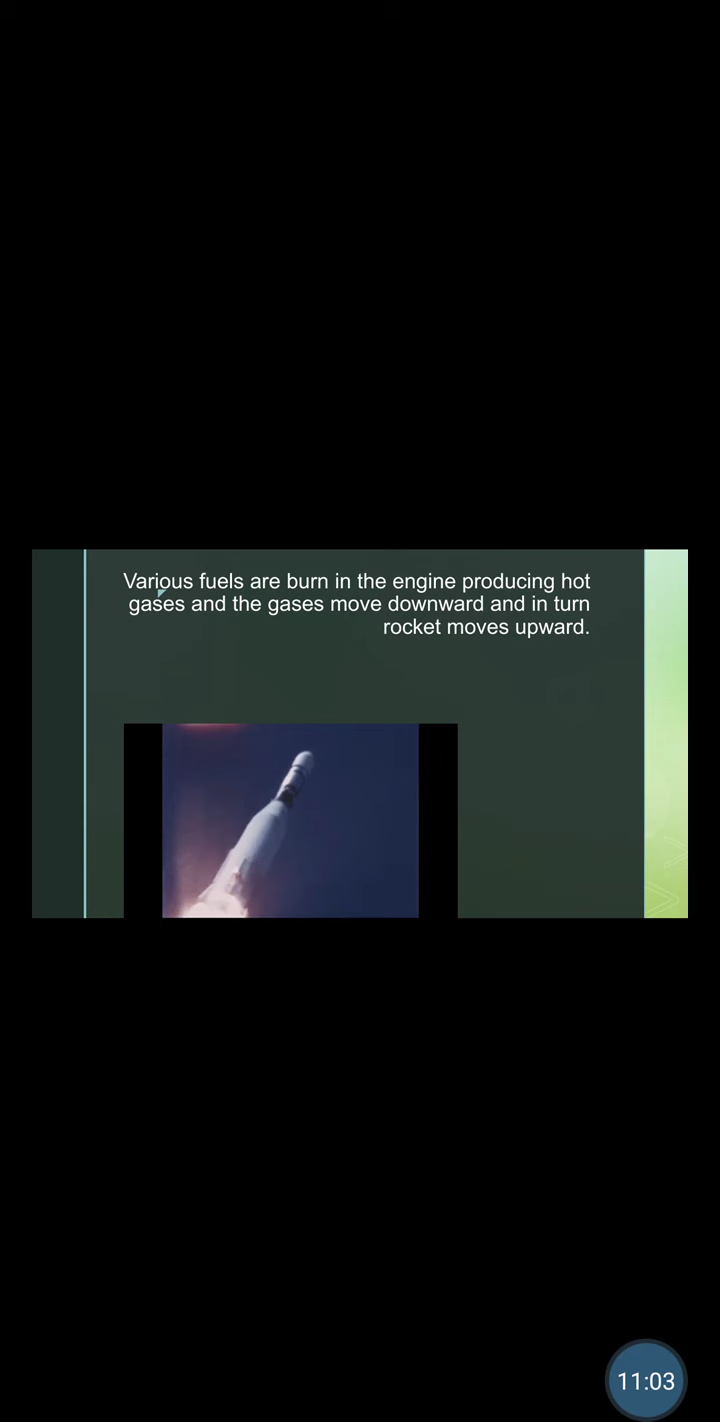 Various fuels are burn in the engine producing hot
gases and the gases move downward and in turn
rocket moves upward.
11:03